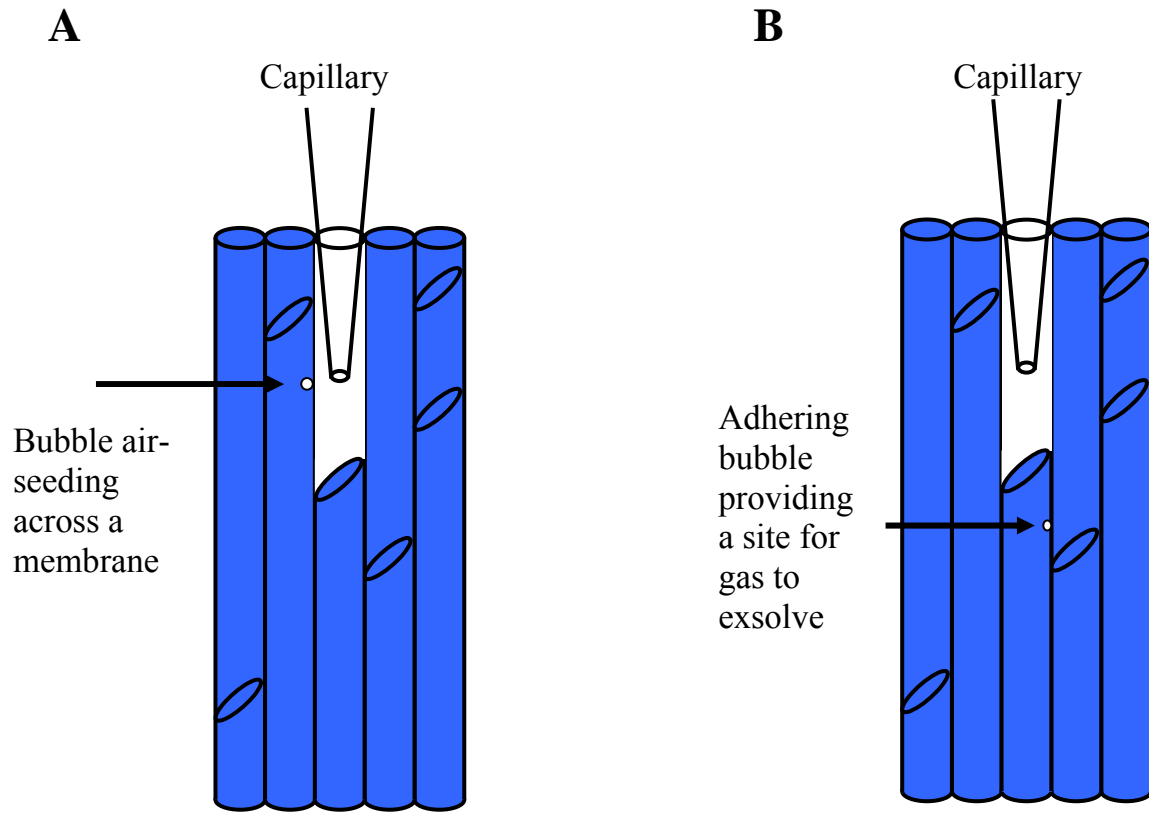 A
Capillary
Bubble air-
seeding
across a
membrane
B
Capillary
Adhering
bubble
providing
a site for
gas to
exsolve